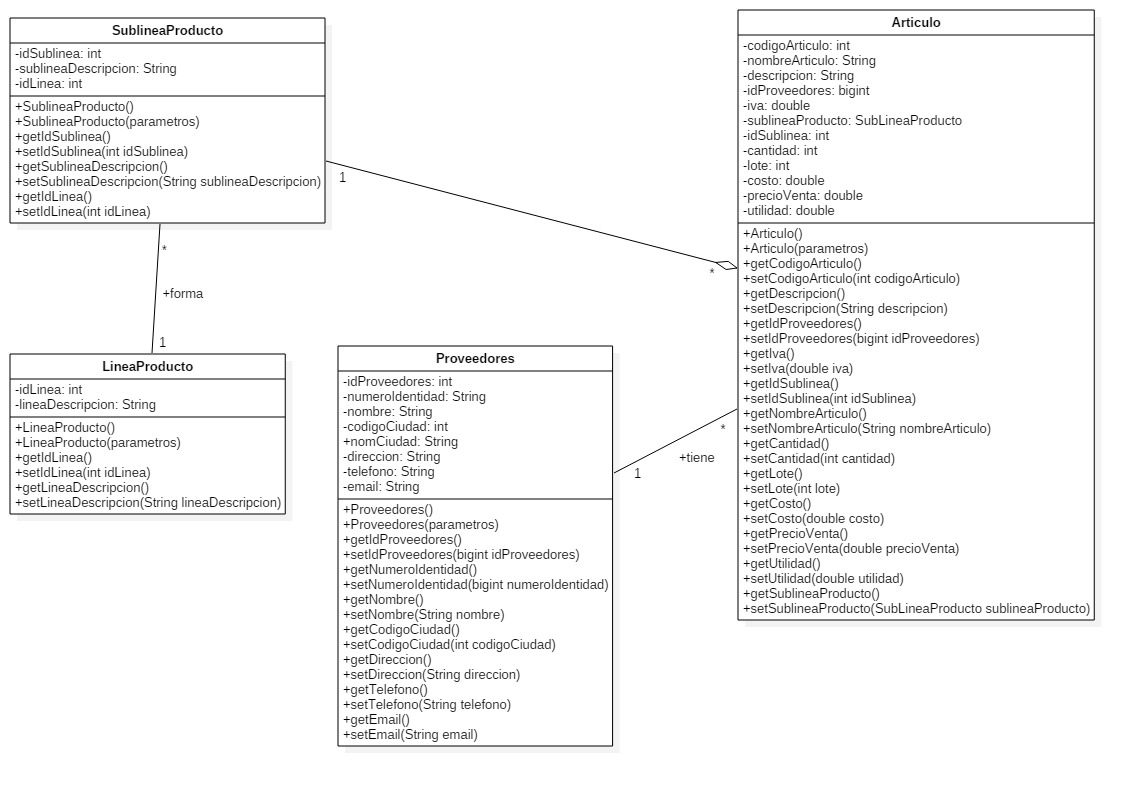 SublineaProducto
-idSublinea: int
-sublineaDescripcion: String
-idLinea: int
+SublineaProducto()
+SublineaProducto(parametros)
+getIdSublinea()
+setIdSublinea(int idSublinea)
+getSublineaDescripcion()
+setSublineaDescripcion(String sublineaDescripcion)
+getIdLinea()
+setIdLinea(int idLinea)
1
*
*
+forma
1
LineaProducto
-idLinea: int
-lineaDescripcion: String
+LineaProducto()
+LineaProducto(parametros)
+getIdLinea()
+setIdLinea(int idLinea)
+getLineaDescripcion()
+setLineaDescripcion(String lineaDescripcion)
Proveedores
-idProveedores: int
-numeroIdentidad: String
-nombre: String
-codigoCiudad: int
+nomCiudad: String
-direccion: String
-telefono: String
-email: String
+Proveedores()
+Proveedores(parametros)
+getIdProveedores()
+setIdProveedores(bigint idProveedores)
+getNumeroIdentidad()
+setNumeroIdentidad(bigint numeroIdentidad)
+getNombre()
+setNombre(String nombre)
+getCodigoCiudad()
+setCodigoCiudad(int codigoCiudad)
+getDireccion()
+setDireccion(String direccion)
+getTelefono()
+setTelefono(String telefono)
+getEmail()
+setEmail(String email)
*
+tiene
1
Articulo
-codigoArticulo: int
-nombreArticulo: String
-descripcion: String
-idProveedores: bigint
-iva: double
-sublineaProducto: SubLineaProducto
-idSublinea: int
-cantidad: int
-lote: int
-costo: double
-precioVenta: double
-utilidad: double
+Articulo()
+Articulo(parametros)
+getCodigoArticulo()
+setCodigoArticulo(int codigoArticulo)
+getDescripcion()
+setDescripcion(String descripcion)
+getIdProveedores()
+setIdProveedores(bigint idProveedores)
+getIva()
+setIva(double iva)
+getIdSublinea()
+setIdSublinea(int idSublinea)
+getNombreArticulo()
+setNombreArticulo(String nombreArticulo)
+getCantidad()
+setCantidad(int cantidad)
+getLote()
+setLote(int lote)
+getCosto()
+setCosto(double costo)
+getPrecioVenta()
+setPrecioVenta(double precioVenta)
+getUtilidad()
+setUtilidad(double utilidad)
+getSublineaProducto()
+setSublineaProducto(SubLineaProducto sublineaProducto)